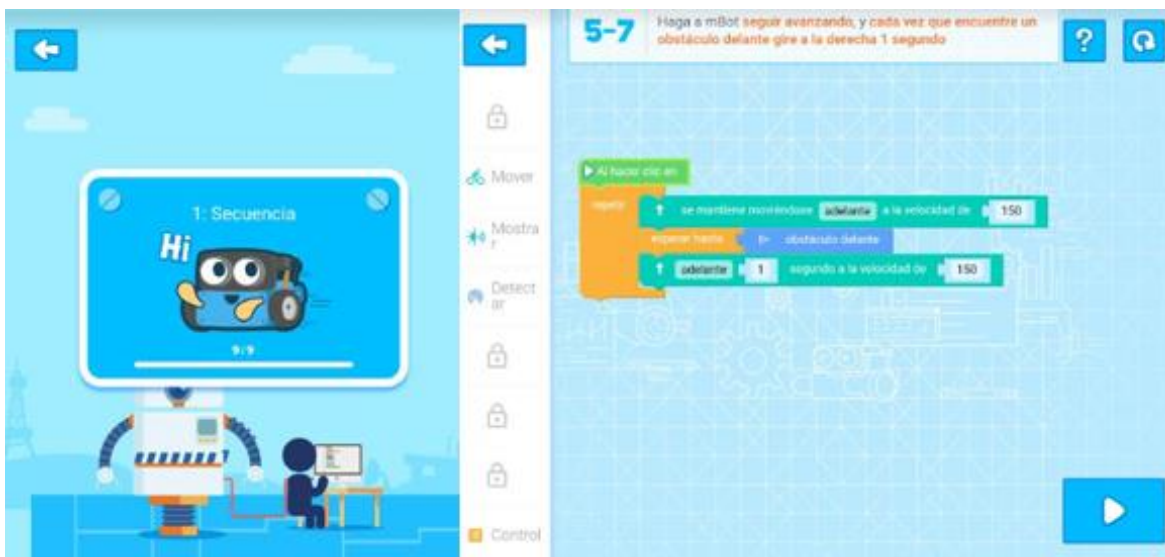 1: Secuencia
Hi
9/9
Mover
Mostra
r
Detect
ar
Control
5-7
Haga a mBot seguir avanzando, y cada vez que encuentre un
obstáculo delante gire a la derecha 1 segundo
?
Al hacer clic en
repetir
se mantiene moviéndose adelante a la velocidad de 150
esperar hasta obstáculo delante
adelante 1 segundo a la velocidad de 150